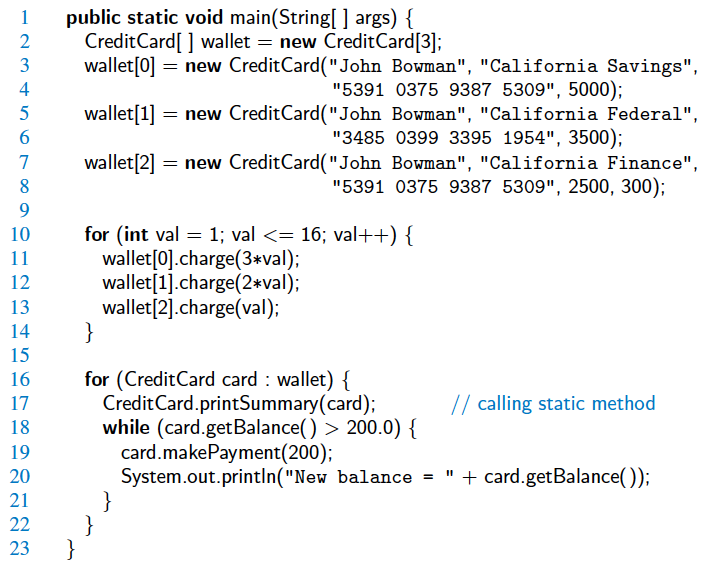 1 public static void main(String[ ] args) {
2 CreditCard[ ] wallet = new CreditCard[3];
3 wallet[0] = new CreditCard("John Bowman", "California Savings",
4 "5391 0375 9387 5309", 5000);
5 wallet[1] = new CreditCard("John Bowman", "California Federal",
6 "3485 0399 3395 1954", 3500);
7 wallet[2] = new CreditCard("John Bowman", "California Finance",
8 "5391 0375 9387 5309", 2500, 300);
9
10 for (int val = 1; val <= 16; val++) {
11 wallet[0].charge(3*val);
12 wallet[1].charge(2*val);
13 wallet[2].charge(val);
14 }
15
16 for (CreditCard card : wallet) {
17 CreditCard.printSummary(card); // calling static method
18 while (card.getBalance() > 200.0) {
19 card.makePayment(200);
20 System.out.println("New balance = " + card.getBalance());
21 }
22 }
23 }